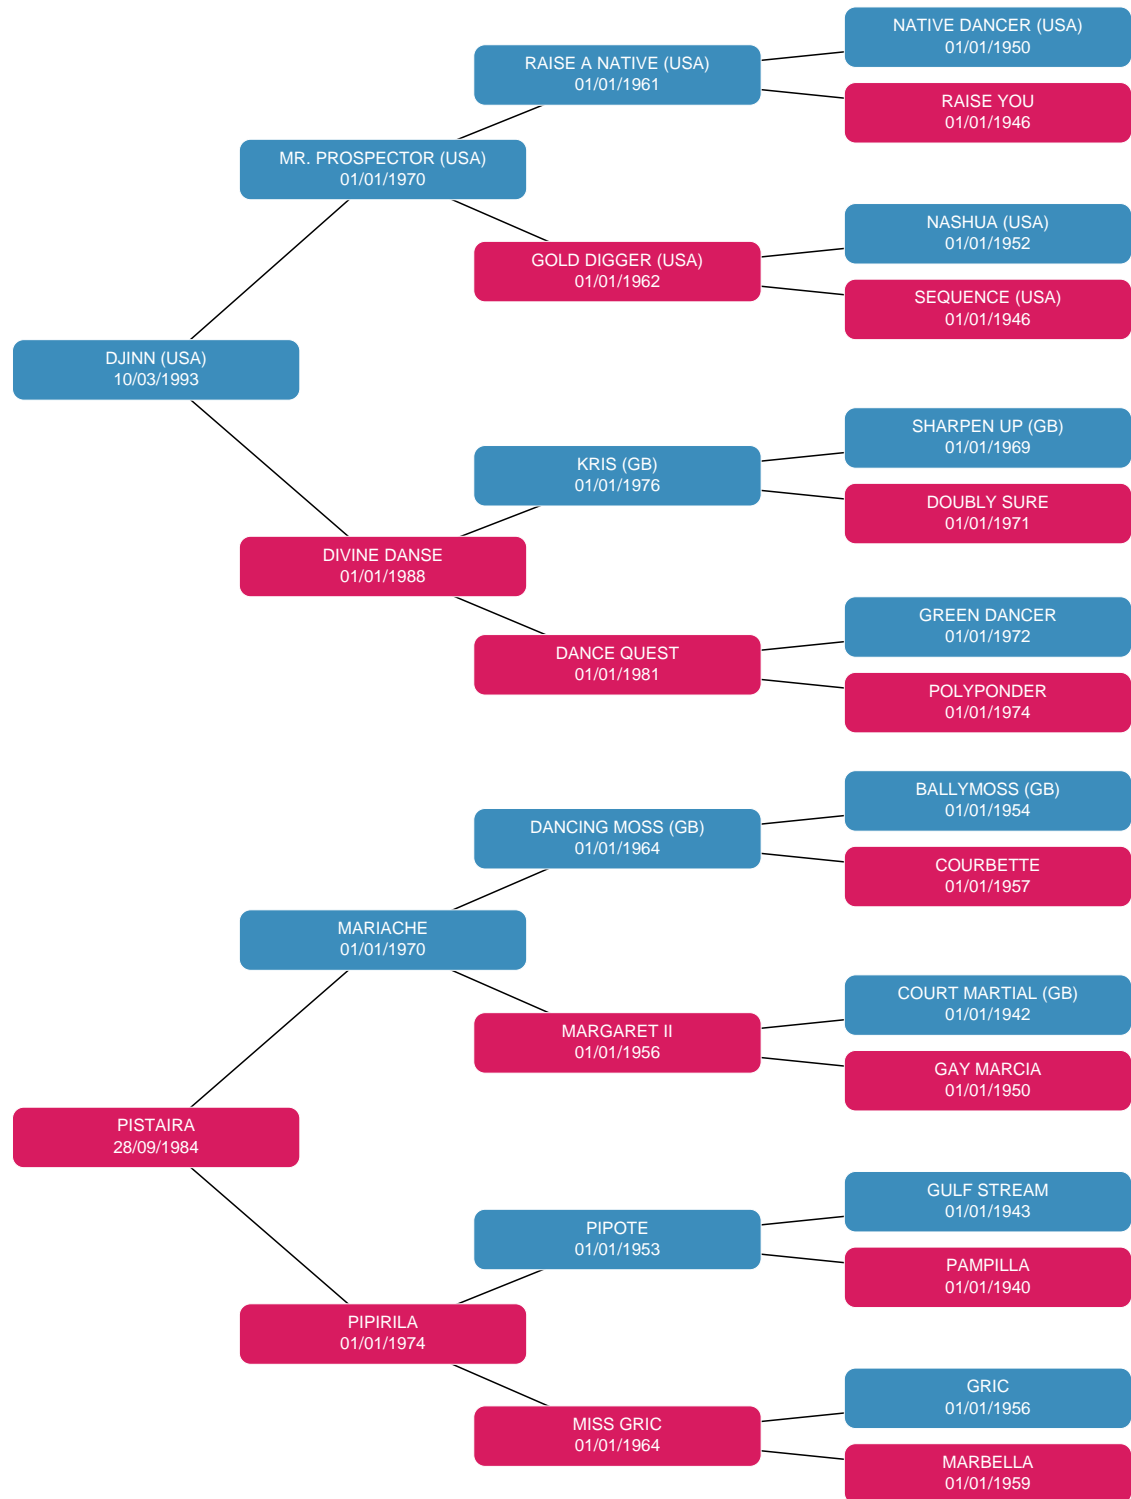 NATIVE DANCER (USA)
01/01/1950
RAISE A NATIVE (USA)
01/01/1961
RAISE YOU
01/01/1946
MR. PROSPECTOR (USA)
01/01/1970
NASHUA (USA)
01/01/1952
GOLD DIGGER (USA)
01/01/1962
SEQUENCE (USA)
01/01/1946
DJINN (USA)
10/03/1993
SHARPEN UP (GB)
01/01/1969
KRIS (GB)
01/01/1976
DOUBLY SURE
01/01/1971
DIVINE DANSE
01/01/1988
GREEN DANCER
01/01/1972
DANCE QUEST
01/01/1981
POLYPONDER
01/01/1974
BALLYMOSS (GB)
01/01/1954
DANCING MOSS (GB)
01/01/1964
COURBETTE
01/01/1957
MARIACHE
01/01/1970
COURT MARTIAL (GB)
01/01/1942
MARGARET II
01/01/1956
GAY MARCIA
01/01/1950
PISTAIRA
28/09/1984
GULF STREAM
01/01/1943
PIPOTE
01/01/1953
PAMPILLA
01/01/1940
PIPIRILA
01/01/1974
GRIC
01/01/1956
MISS GRIC
01/01/1964
MARBELLA
01/01/1959